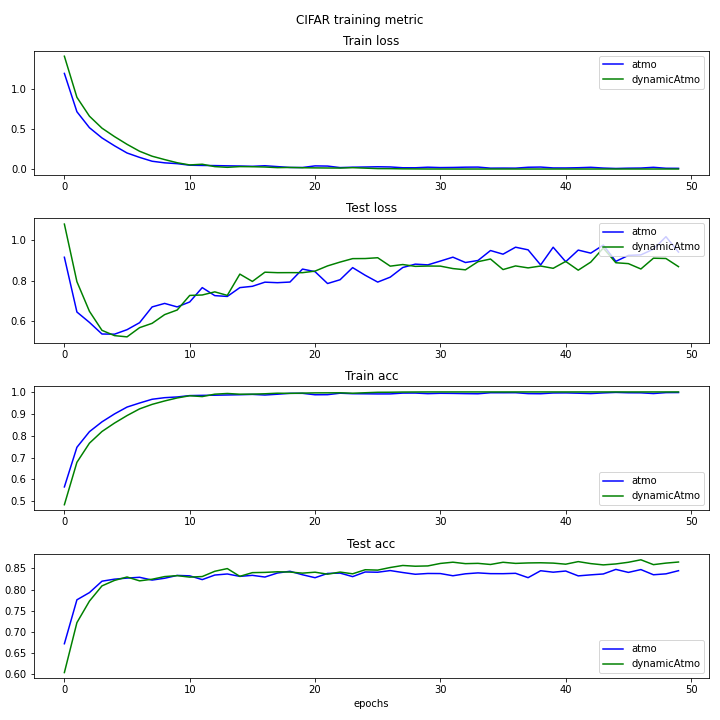 CIFAR training metric
Train loss
atmo
dynamicAtmo
1.0
0.5
0.0
0 10 20 30 40 50
Test loss
atmo
dynamicAtmo
1.0
0.8
0.6
0 10 20 30 40 50
Train acc
1.0
0.9
0.8
0.7
0.6
0.5
atmo
dynamicAtmo
0 10 20 30 40 50
Test acc
0.85
0.80
0.75
0.70
0.65
0.60
atmo
dynamicAtmo
0 10 20 30 40 50
epochs